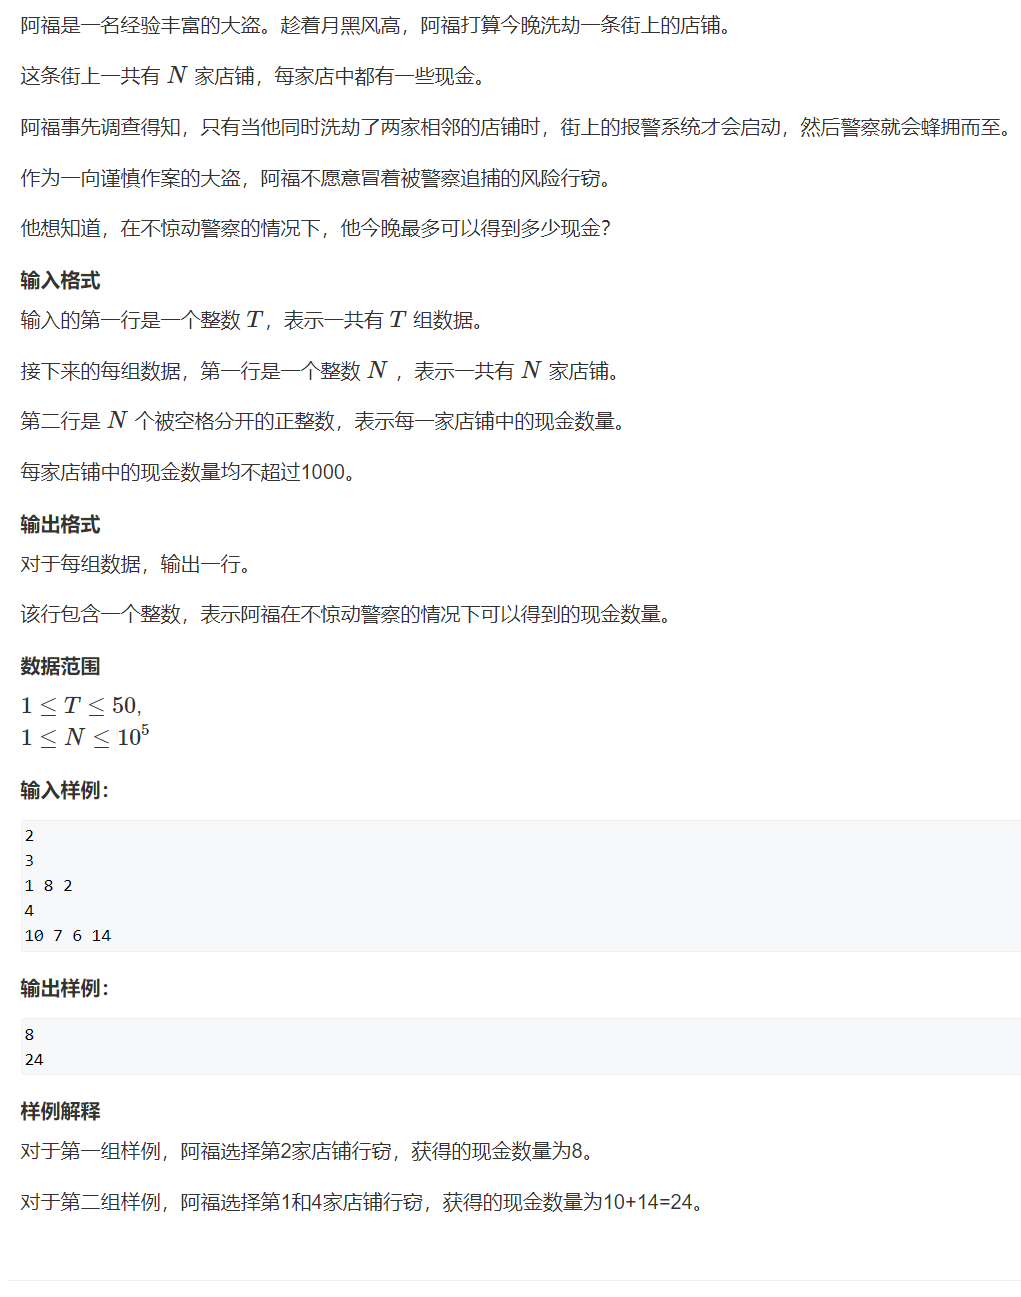 阿福是一名经验丰富的大盗。趁着月黑风高，阿福打算今晚洗劫一条街上的店铺。
这条街上一共有 N 家店铺，每家店中都有一些现金。
阿福事先调查得知，只有当他同时洗劫了两家相邻的店铺时，街上的报警系统才会启动，然后警察就会蜂拥而至。
作为一向谨慎作案的大盗，阿福不愿意冒着被警察追捕的风险行窃。
他想知道，在不惊动警察的情况下，他今晚最多可以得到多少现金？
输入格式
输入的第一行是一个整数 T，表示一共有 T 组数据。
接下来的每组数据，第一行是一个整数 N ，表示一共有 N 家店铺。
第二行是 N 个被空格分开的正整数，表示每一家店铺中的现金数量。
每家店铺中的现金数量均不超过1000。
输出格式
对于每组数据，输出一行。
该行包含一个整数，表示阿福在不惊动警察的情况下可以得到的现金数量。
数据范围
1 ≤ T ≤ 50,
1 ≤ N ≤ 10⁵
输入样例：
2
3
1 8 2
4
10 7 6 14
输出样例：
8
24
样例解释
对于第一组样例，阿福选择第2家店铺行窃，获得的现金数量为8。
对于第二组样例，阿福选择第1和4家店铺行窃，获得的现金数量为10+14=24。